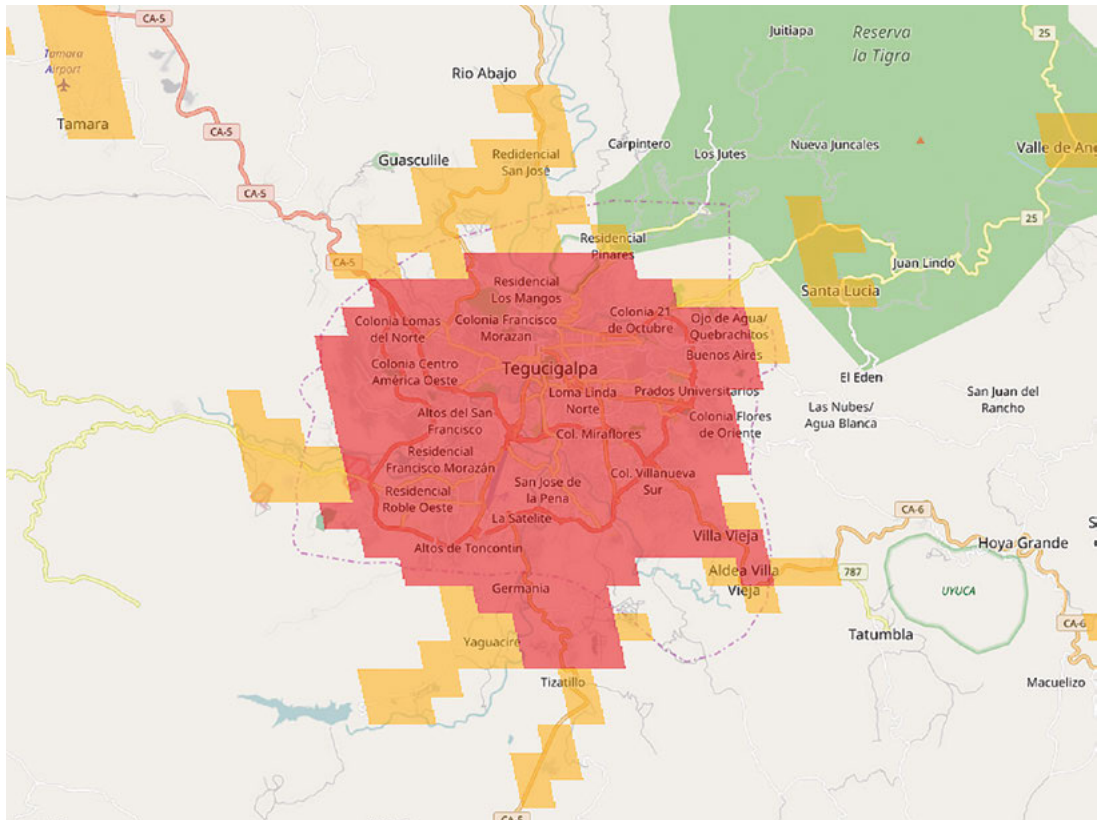 CA-5
Juitiapa
Reserva
la Tigra
25
Tamara
Airport
Rio Abajo
Tamara
CA-5
Guasculile
Redidencial
San José
Carpintero
Los Jutes
Nueva Juncales
Valle de Ang
CA-5
25
Residencial
Pinares
CA-5
Juan Lindo
Santa Lucia
Residencial
Los Mangos
Colonia Lomas
del Norte
Colonia Francisco
Morazan
Colonia 21
de Octubre
Ojo de Agua/
Quebrachitos
Buenos Aires
Colonia Centro
América Oeste
Tegucigalpa
El Eden
Loma Linda
Norte
Prados Universitarios
San Juan del
Rancho
Altos del San
Francisco
Col. Miraflores
Colonia Flores
de Oriente
Las Nubes/
Agua Blanca
Residencial
Francisco Morazán
Col. Villanueva
Sur
Residencial
Roble Oeste
San Jose de
la Pena
La Satelite
CA-6
Villa Vieja
Hoya Grande
S
Altos de Toncontin
Aldea Villa
Vieja
787
Germania
UYUCA
CA-6
Yaguacire
Tatumbla
Tizatillo
Macuelizo
CA-5